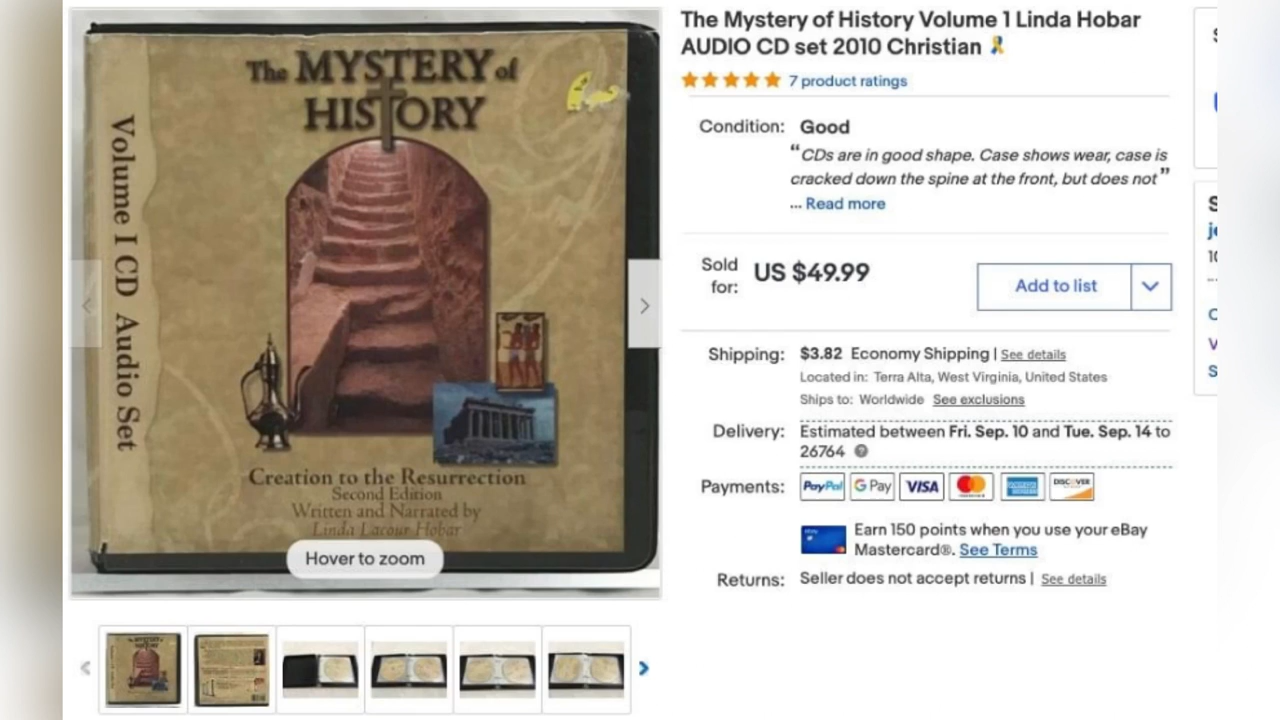 The MYSTERY of
HISTORY
Volume I CD Audio Set
Creation to the Resurrection
Second Edition
Written and Narrated by
Linda Lacour Hobar
Hover to zoom
The Mystery of History Volume 1 Linda Hobar
AUDIO CD set 2010 Christian
7 product ratings
Condition: Good
“CDs are in good shape. Case shows wear, case is
cracked down the spine at the front, but does not”
... Read more
Sold for: US $49.99
Add to list
Shipping: $3.82 Economy Shipping | See details
Located in: Terra Alta, West Virginia, United States
Ships to: Worldwide See exclusions
Delivery: Estimated between Fri. Sep. 10 and Tue. Sep. 14 to
26764
Payments: PayPal G Pay VISA mastercard AMERICAN EXPRESS DISCOVER
Earn 150 points when you use your eBay
Mastercard®. See Terms
Returns: Seller does not accept returns | See details